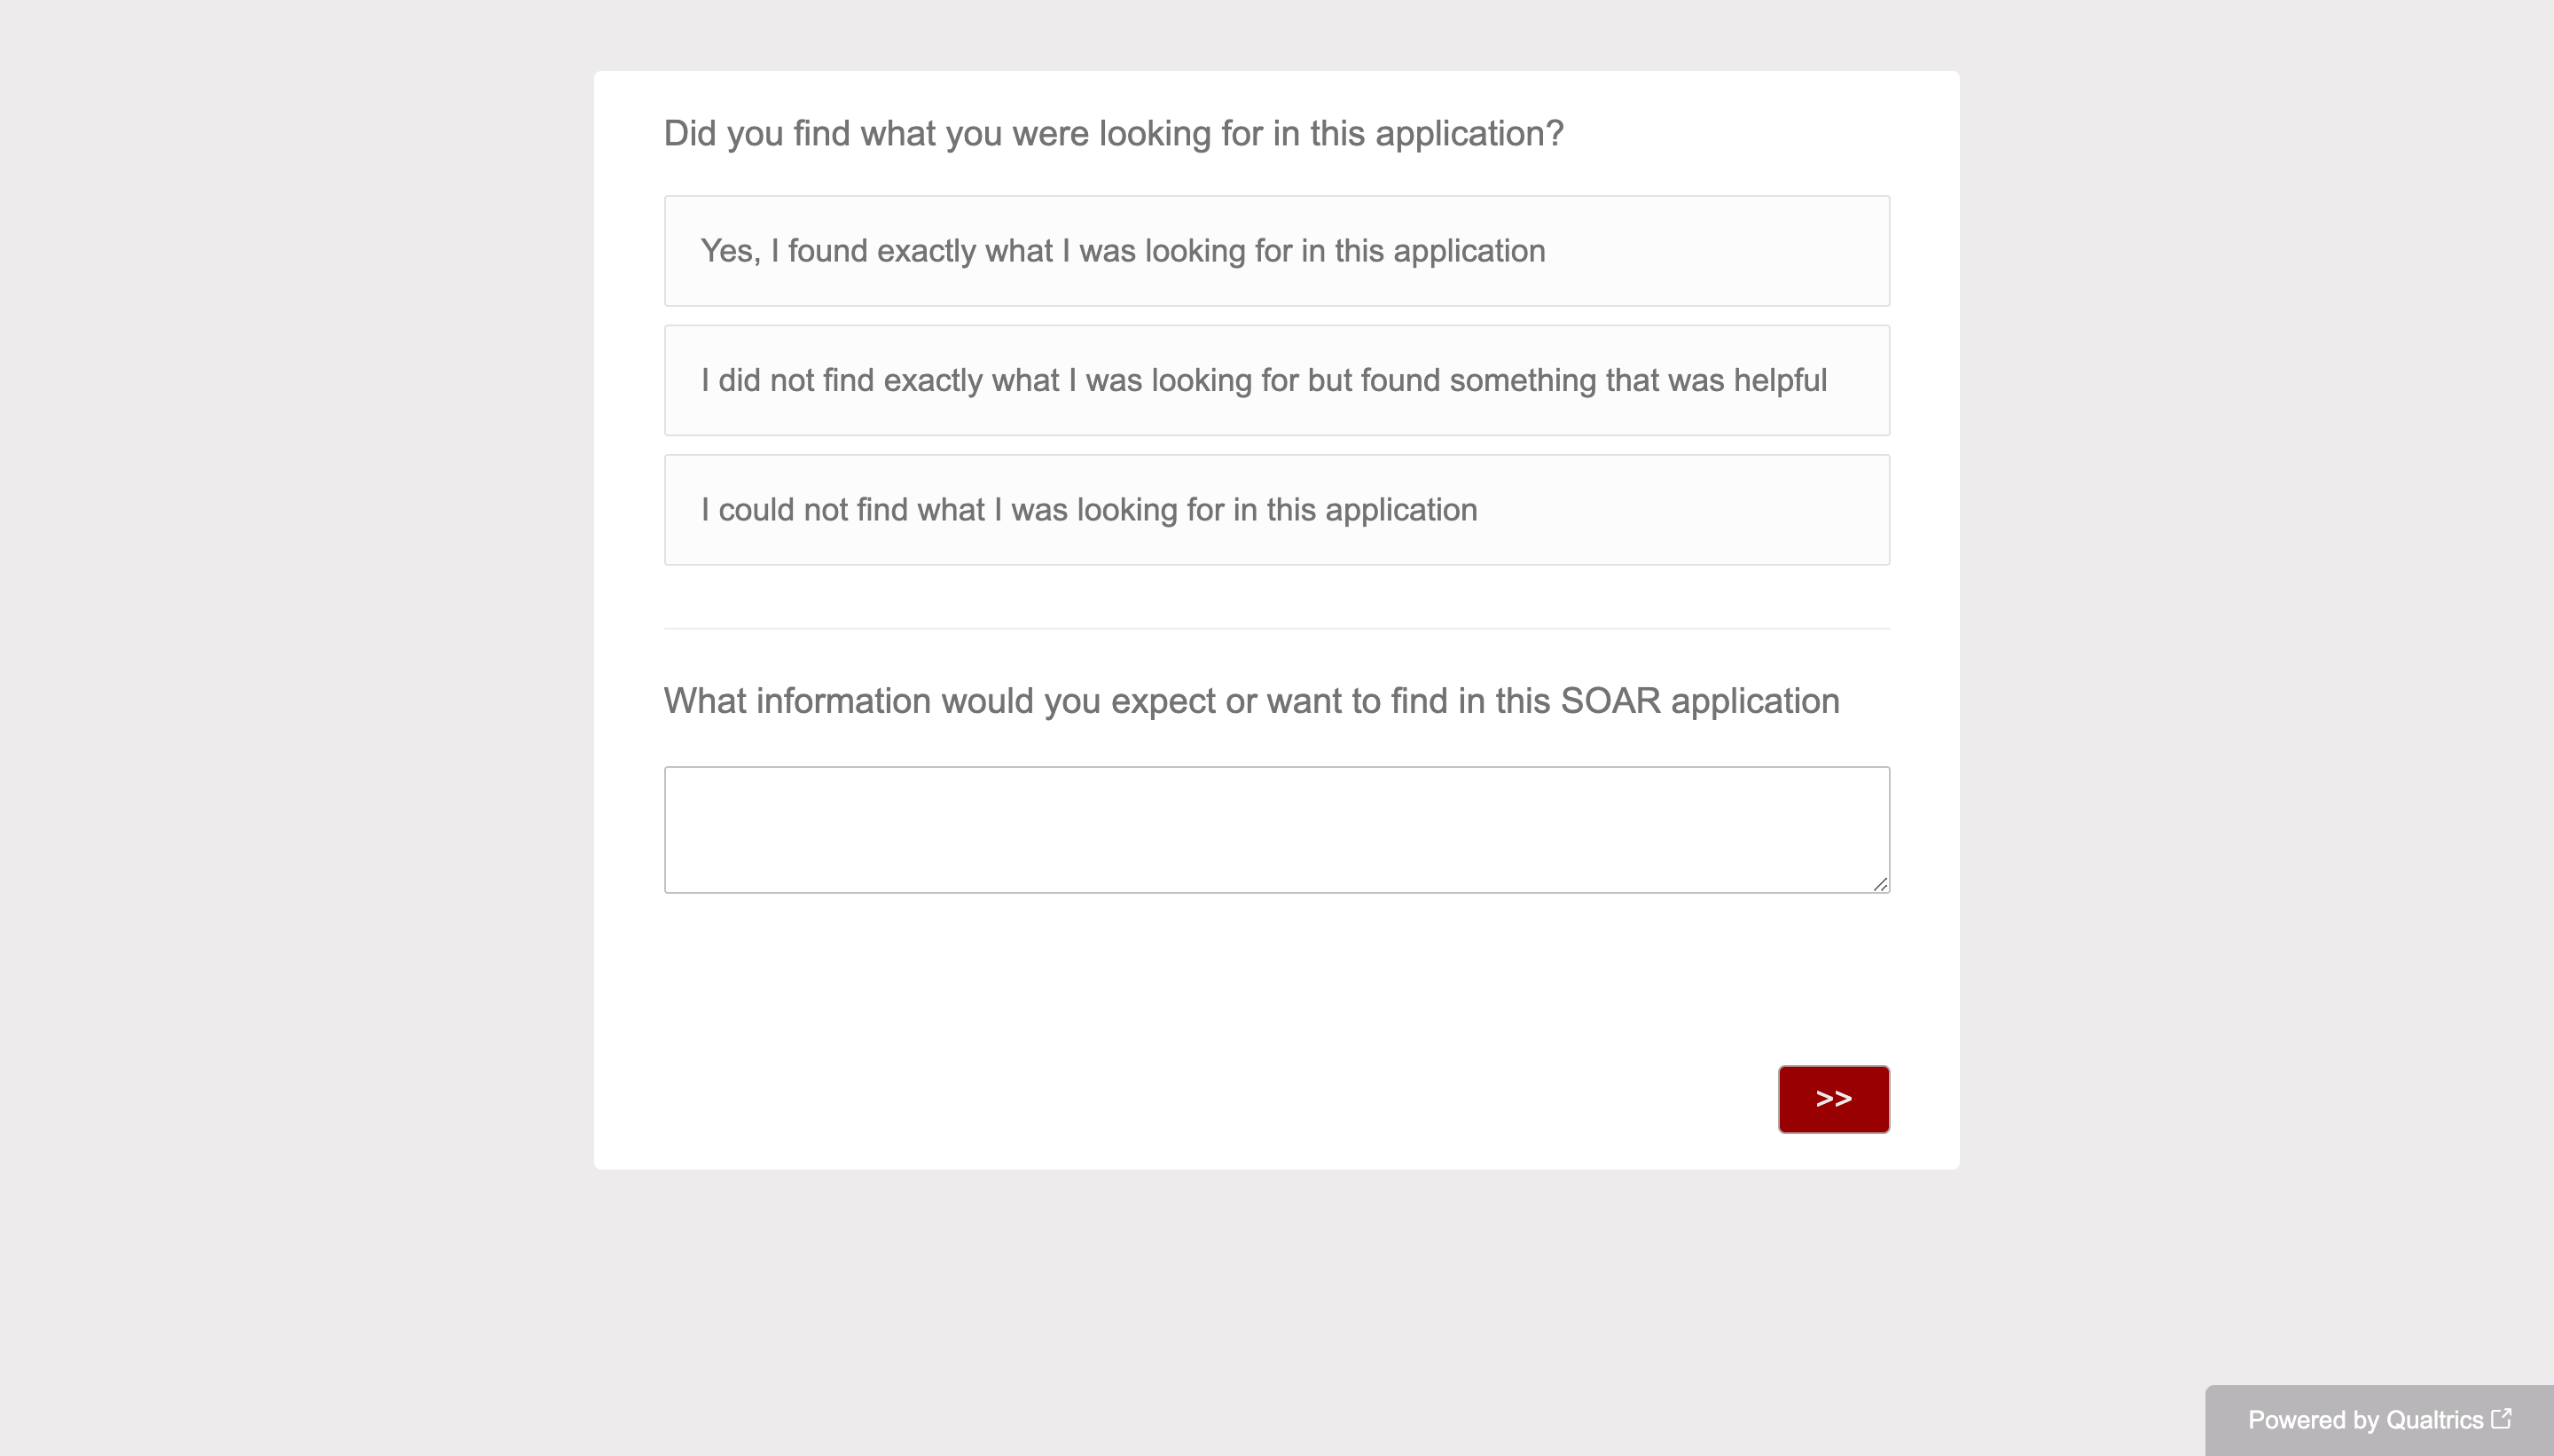 Did you find what you were looking for in this application?
Yes, I found exactly what I was looking for in this application
I did not find exactly what I was looking for but found something that was helpful
I could not find what I was looking for in this application
What information would you expect or want to find in this SOAR application
>>
Powered by Qualtrics